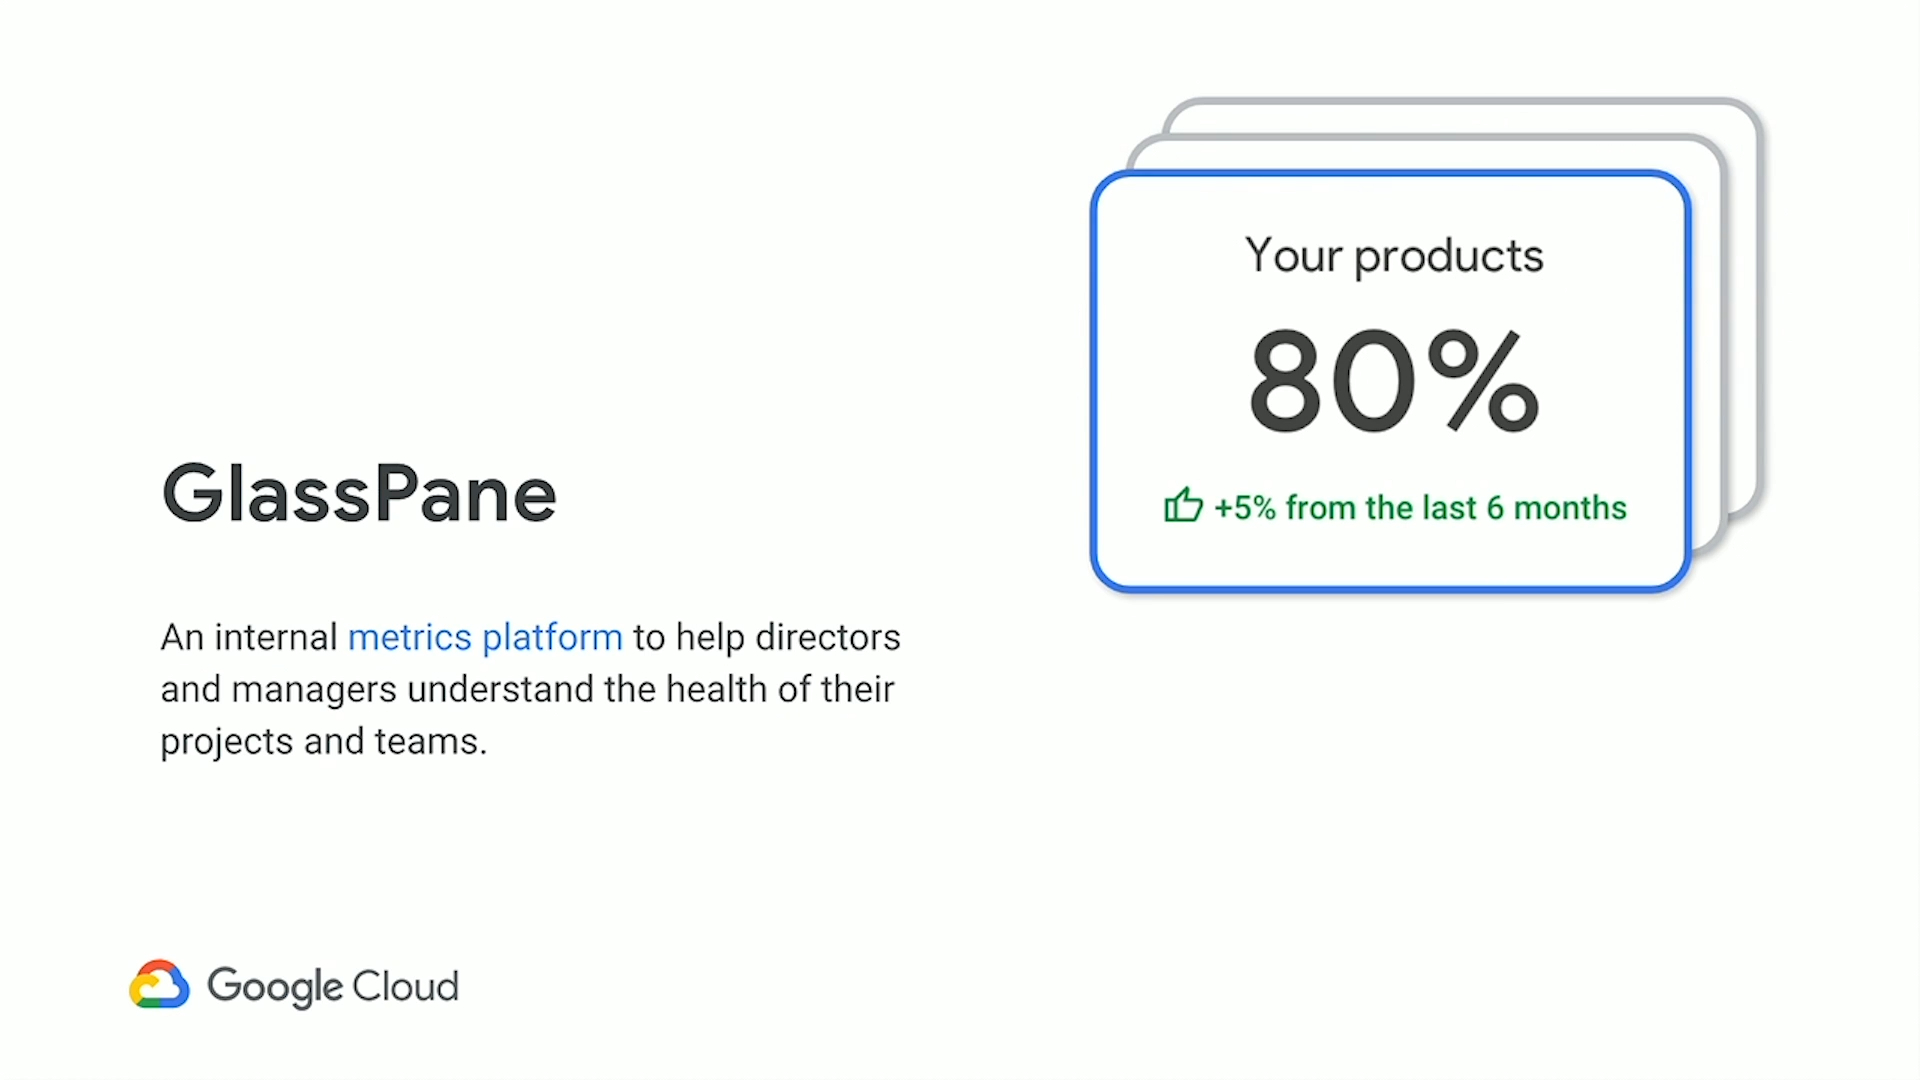 GlassPane
An internal metrics platform to help directors
and managers understand the health of their
projects and teams.
Your products
80%
+5% from the last 6 months
Google Cloud